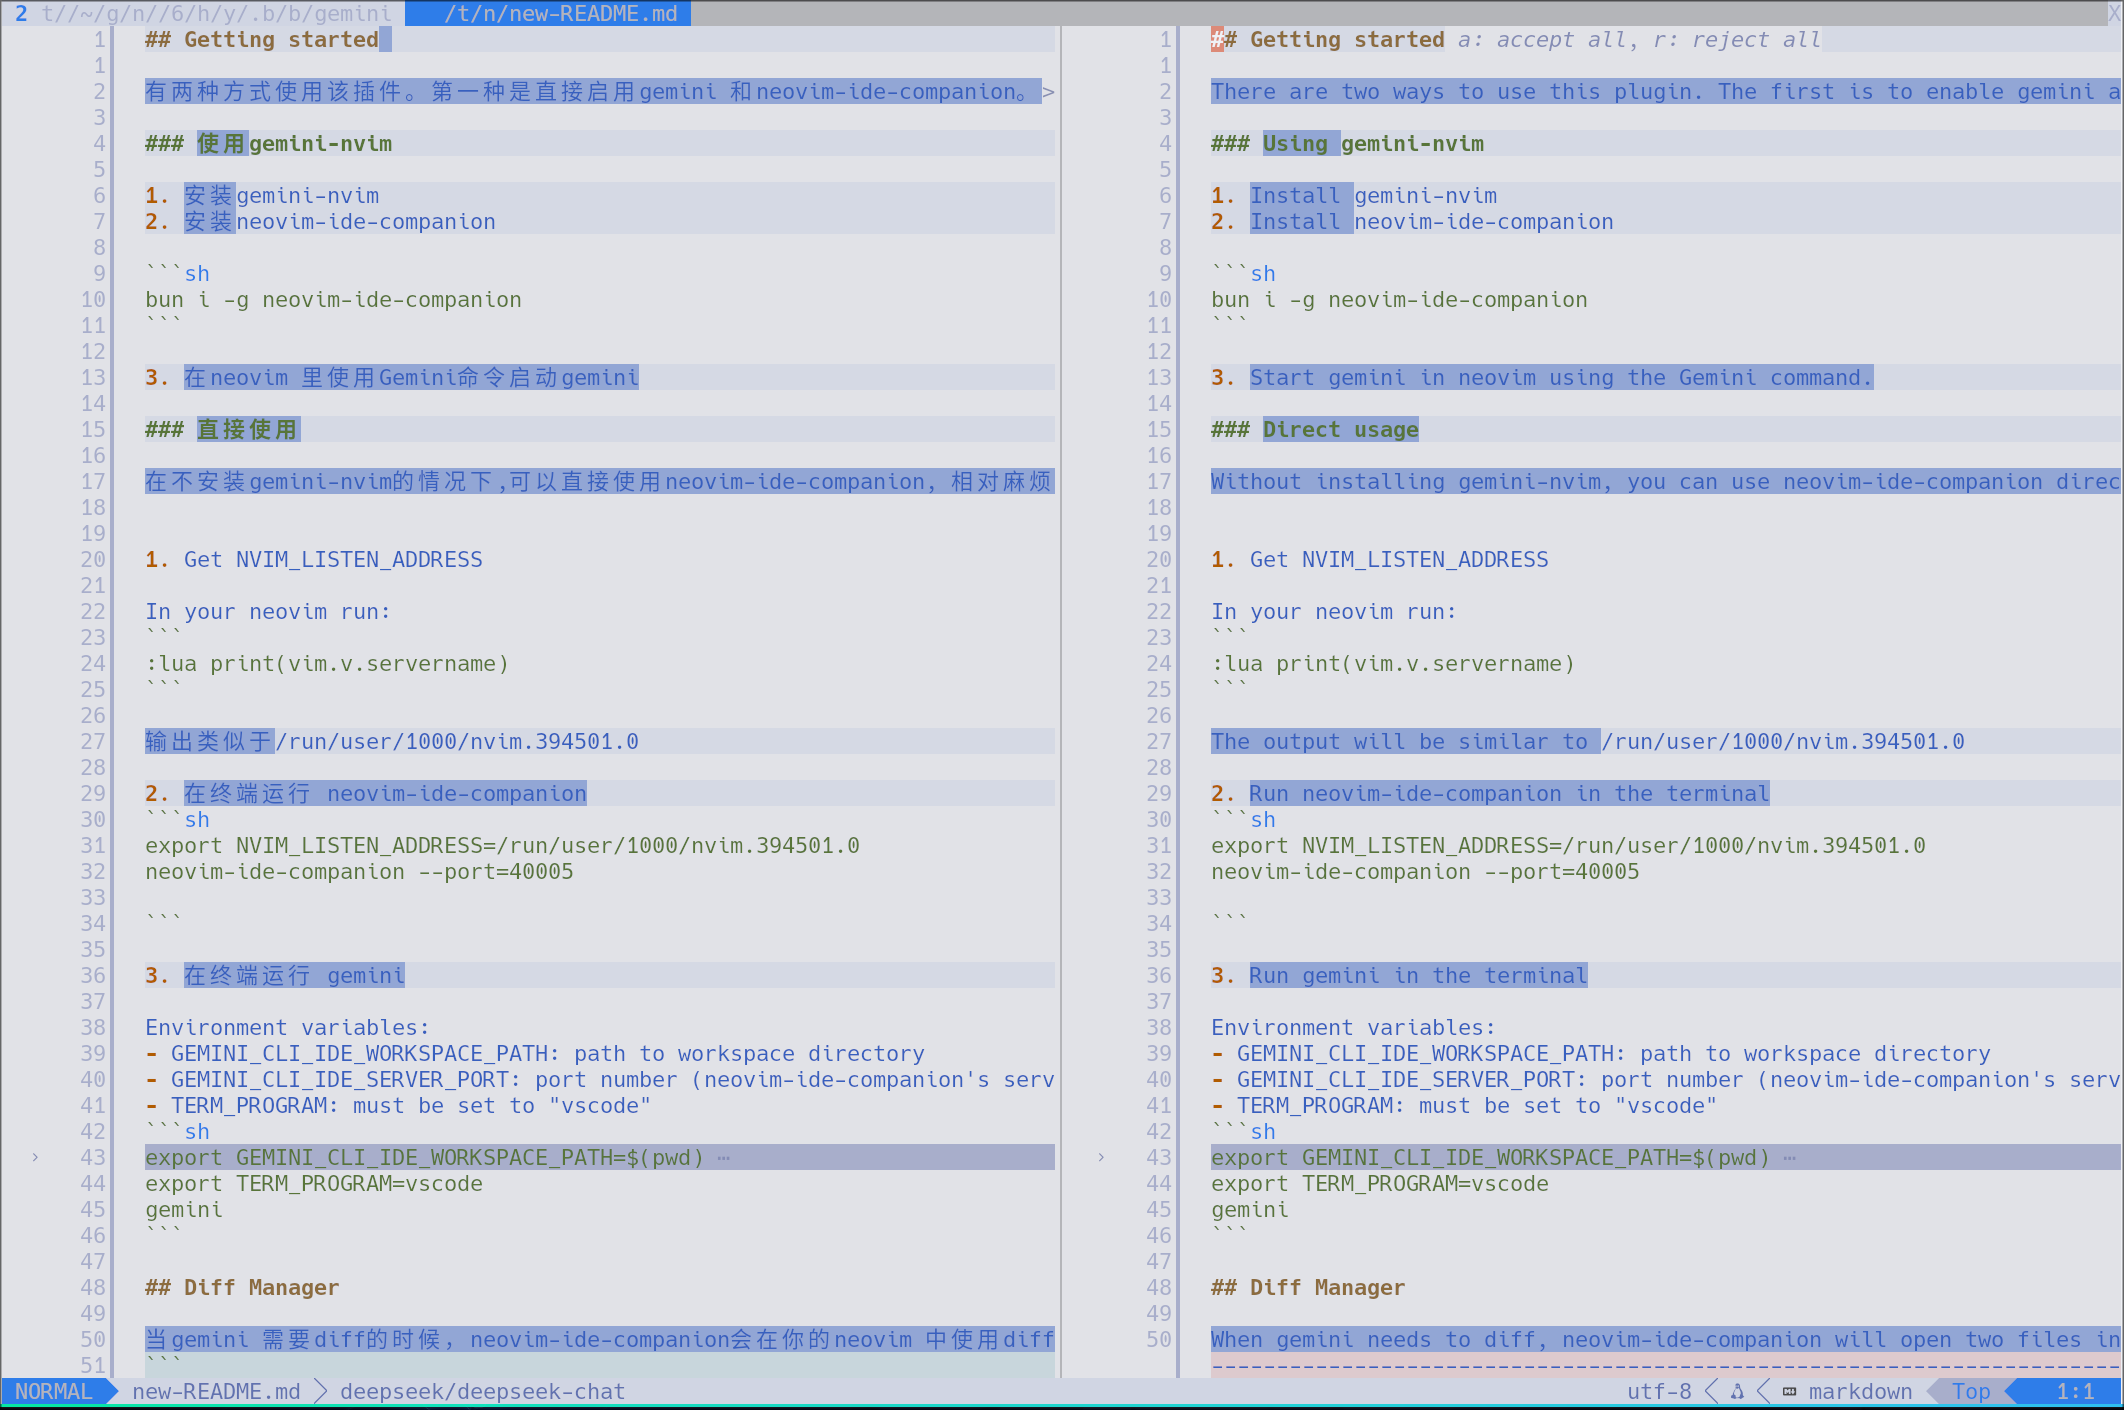 2 t//~/g/n//6/h/y/.b/b/gemini /t/n/new-README.md X
1 ## Getting started
1
2 有两种方式使用该插件。第一种是直接启用gemini 和neovim-ide-companion。>
3
4 ### 使用gemini-nvim
5
6 1. 安装gemini-nvim
7 2. 安装neovim-ide-companion
8
9 ```sh
10 bun i -g neovim-ide-companion
11 ```
12
13 3. 在neovim 里使用Gemini命令启动gemini
14
15 ### 直接使用
16
17 在不安装gemini-nvim的情况下,可以直接使用neovim-ide-companion, 相对麻烦
18
19
20 1. Get NVIM_LISTEN_ADDRESS
21
22 In your neovim run:
23 ```
24 :lua print(vim.v.servername)
25 ```
26
27 输出类似于/run/user/1000/nvim.394501.0
28
29 2. 在终端运行 neovim-ide-companion
30 ```sh
31 export NVIM_LISTEN_ADDRESS=/run/user/1000/nvim.394501.0
32 neovim-ide-companion --port=40005
33
34 ```
35
36 3. 在终端运行 gemini
37
38 Environment variables:
39 - GEMINI_CLI_IDE_WORKSPACE_PATH: path to workspace directory
40 - GEMINI_CLI_IDE_SERVER_PORT: port number (neovim-ide-companion's serv
41 - TERM_PROGRAM: must be set to "vscode"
42 ```sh
› 43 export GEMINI_CLI_IDE_WORKSPACE_PATH=$(pwd) ⋯
44 export TERM_PROGRAM=vscode
45 gemini
46 ```
47
48 ## Diff Manager
49
50 当gemini 需要diff的时候, neovim-ide-companion会在你的neovim 中使用diff
51 ```
1 ## Getting started a: accept all, r: reject all
1
2 There are two ways to use this plugin. The first is to enable gemini a
3
4 ### Using gemini-nvim
5
6 1. Install gemini-nvim
7 2. Install neovim-ide-companion
8
9 ```sh
10 bun i -g neovim-ide-companion
11 ```
12
13 3. Start gemini in neovim using the Gemini command.
14
15 ### Direct usage
16
17 Without installing gemini-nvim, you can use neovim-ide-companion direc
18
19
20 1. Get NVIM_LISTEN_ADDRESS
21
22 In your neovim run:
23 ```
24 :lua print(vim.v.servername)
25 ```
26
27 The output will be similar to /run/user/1000/nvim.394501.0
28
29 2. Run neovim-ide-companion in the terminal
30 ```sh
31 export NVIM_LISTEN_ADDRESS=/run/user/1000/nvim.394501.0
32 neovim-ide-companion --port=40005
33
34 ```
35
36 3. Run gemini in the terminal
37
38 Environment variables:
39 - GEMINI_CLI_IDE_WORKSPACE_PATH: path to workspace directory
40 - GEMINI_CLI_IDE_SERVER_PORT: port number (neovim-ide-companion's serv
41 - TERM_PROGRAM: must be set to "vscode"
42 ```sh
› 43 export GEMINI_CLI_IDE_WORKSPACE_PATH=$(pwd) ⋯
44 export TERM_PROGRAM=vscode
45 gemini
46 ```
47
48 ## Diff Manager
49
50 When gemini needs to diff, neovim-ide-companion will open two files in
----------------------------------------------------------------------
NORMAL new-README.md deepseek/deepseek-chat utf-8 markdown Top 1:1